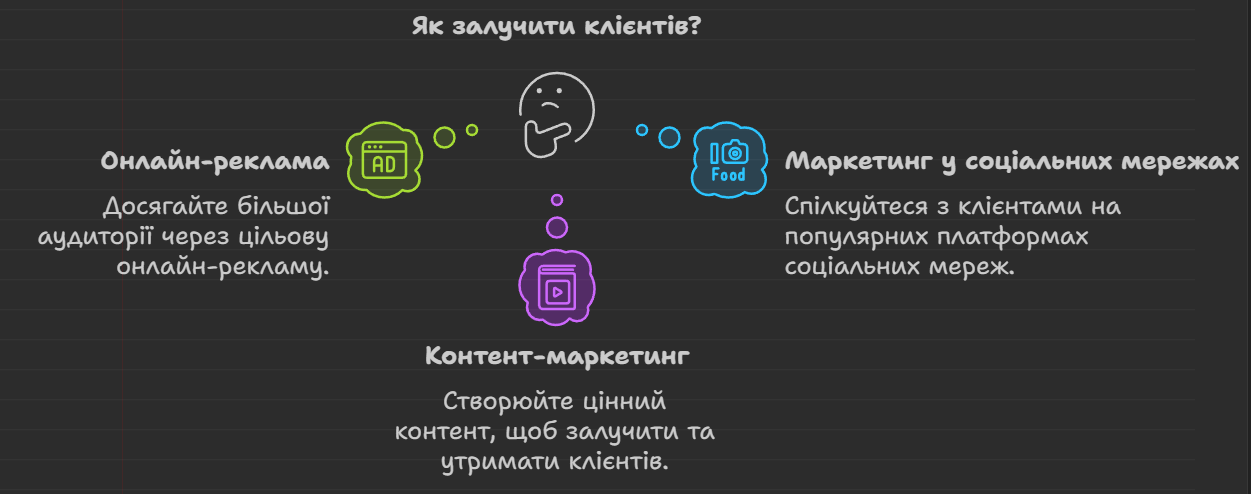 Як залучити клієнтів?
Онлайн-реклама
Досягайте більшої
аудиторії через цільову
онлайн-рекламу.
AD
Food
Маркетинг у соціальних мережах
Спілкуйтеся з клієнтами на
популярних платформах
соціальних мереж.
Контент-маркетинг
Створюйте цінний
контент, щоб залучити та
утримати клієнтів.